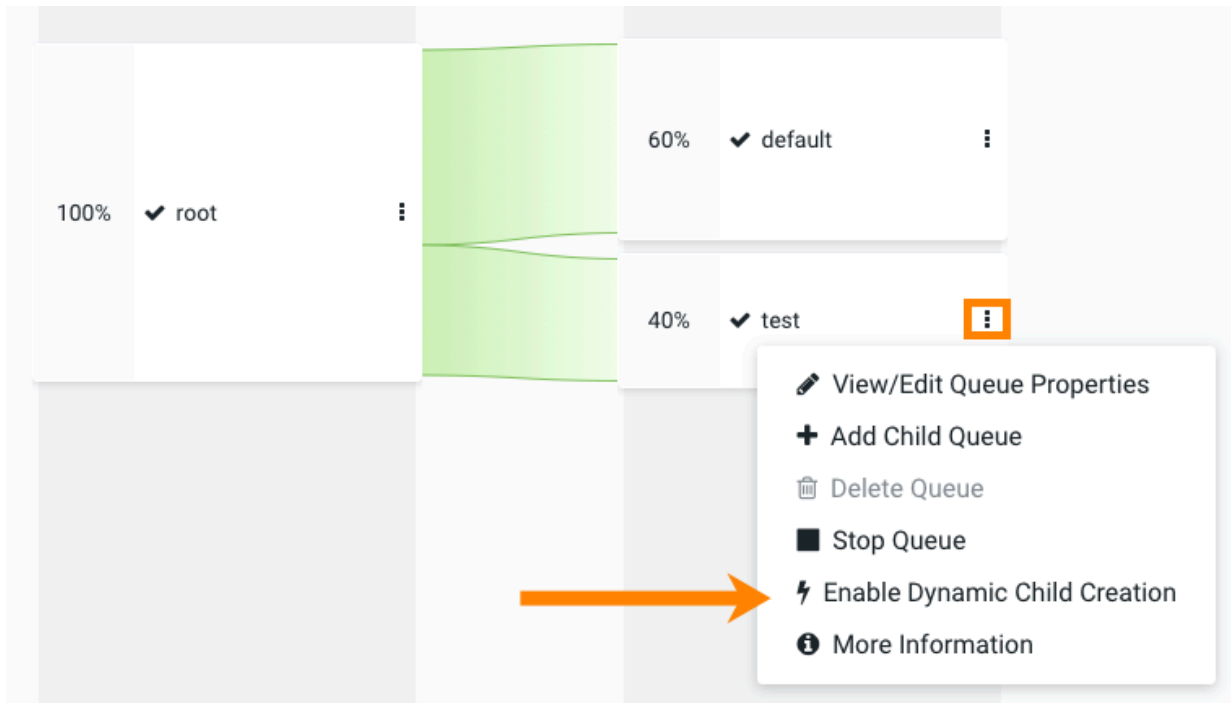 100% root
60% default
40% test
View/Edit Queue Properties
Add Child Queue
Delete Queue
Stop Queue
Enable Dynamic Child Creation
More Information